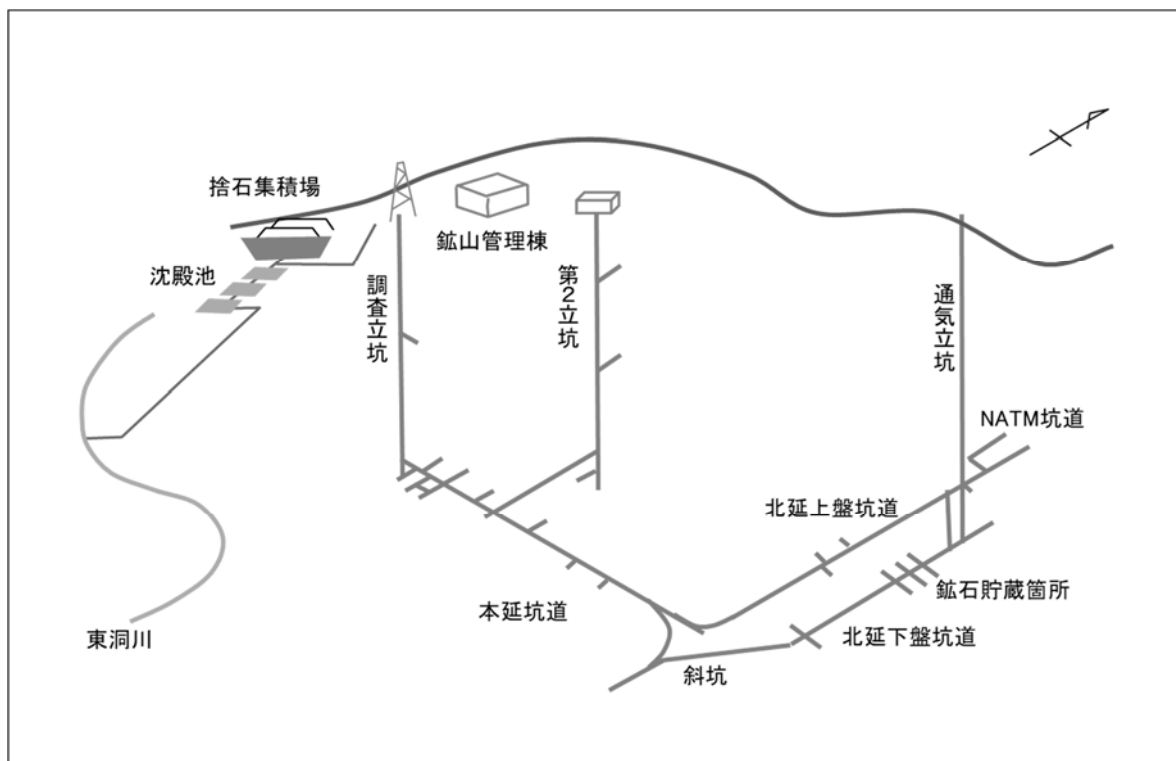 捨石集積場
鉱山管理棟
沈殿池
調査立坑
第2立坑
通気立坑
NATM坑道
北延上盤坑道
鉱石貯蔵箇所
本延坑道
北延下盤坑道
東洞川
斜坑